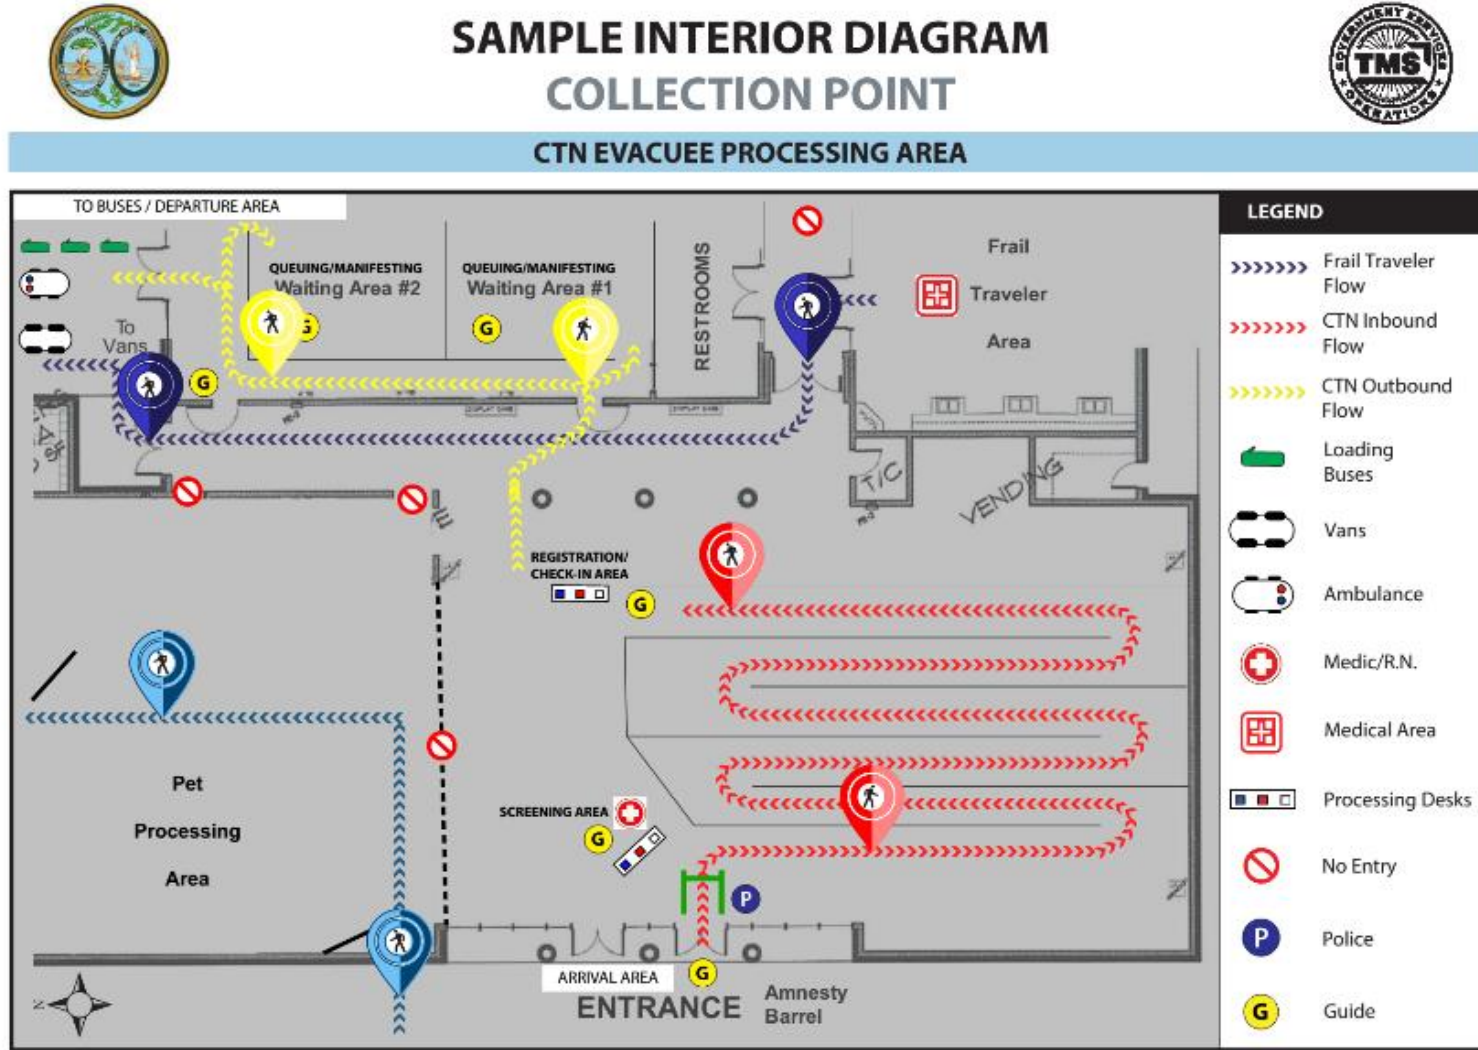 SAMPLE INTERIOR DIAGRAM
COLLECTION POINT
GOVERNMENT SERVICES
TMS
OPERATIONS
CTN EVACUEE PROCESSING AREA
TO BUSES / DEPARTURE AREA
QUEUING/MANIFESTING
Waiting Area #2
G
QUEUING/MANIFESTING
Waiting Area #1
G
RESTROOMS
Frail
Traveler
Area
To
Vans
G
T/C
VENDING
REGISTRATION/
CHECK-IN AREA
G
Pet
Processing
Area
SCREENING AREA
G
P
ARRIVAL AREA
G
ENTRANCE
Amnesty
Barrel
N
LEGEND
Frail Traveler
Flow
CTN Inbound
Flow
CTN Outbound
Flow
Loading
Buses
Vans
Ambulance
Medic/R.N.
Medical Area
Processing Desks
No Entry
P
Police
G
Guide